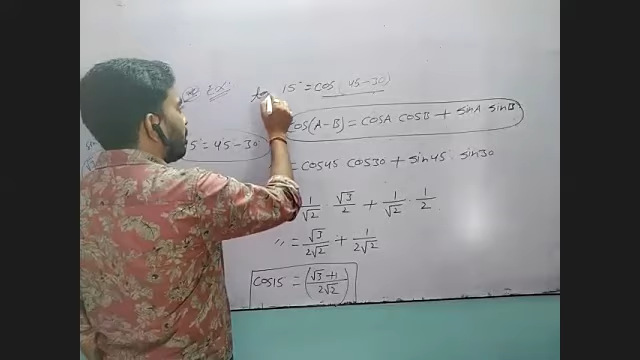 15° = cos (45-30)
cos(A-B) = cosA cosB + sinA sinB
15° = 45-30
= cos45 cos30 + sin45 sin30
1/√2 · √3/2 + 1/√2 · 1/2
〃 = √3/2√2 + 1/2√2
cos15 = (√3+1/2√2)